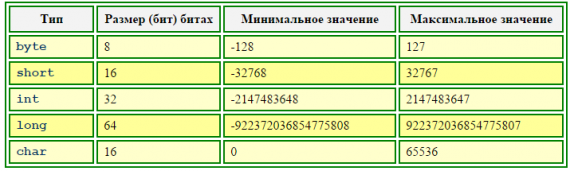 Тип Размер (бит) битах Минимальное значение Максимальное значение
byte 8 -128 127
short 16 -32768 32767
int 32 -2147483648 2147483647
long 64 -922372036854775808 922372036854775807
char 16 0 65536